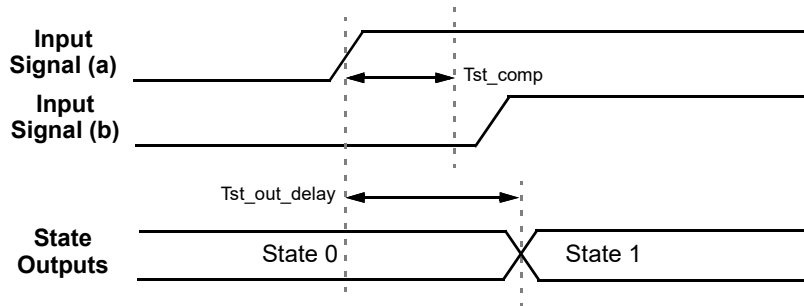 Input
Signal (a)
Tst_comp
Input
Signal (b)
Tst_out_delay
State
Outputs
State 0
State 1